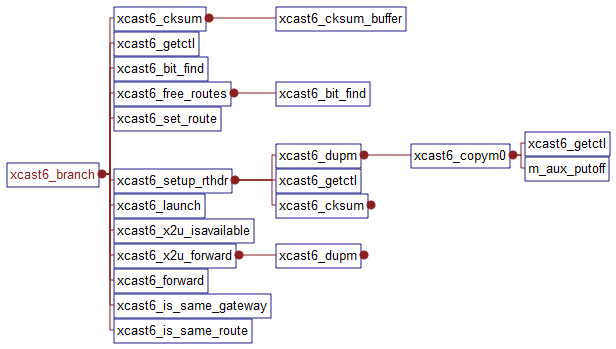 xcast6_branch
xcast6_cksum
xcast6_cksum_buffer
xcast6_getctl
xcast6_bit_find
xcast6_free_routes
xcast6_bit_find
xcast6_set_route
xcast6_setup_rthdr
xcast6_dupm
xcast6_copym0
xcast6_getctl
m_aux_putoff
xcast6_getctl
xcast6_cksum
xcast6_launch
xcast6_x2u_isavailable
xcast6_x2u_forward
xcast6_dupm
xcast6_forward
xcast6_is_same_gateway
xcast6_is_same_route